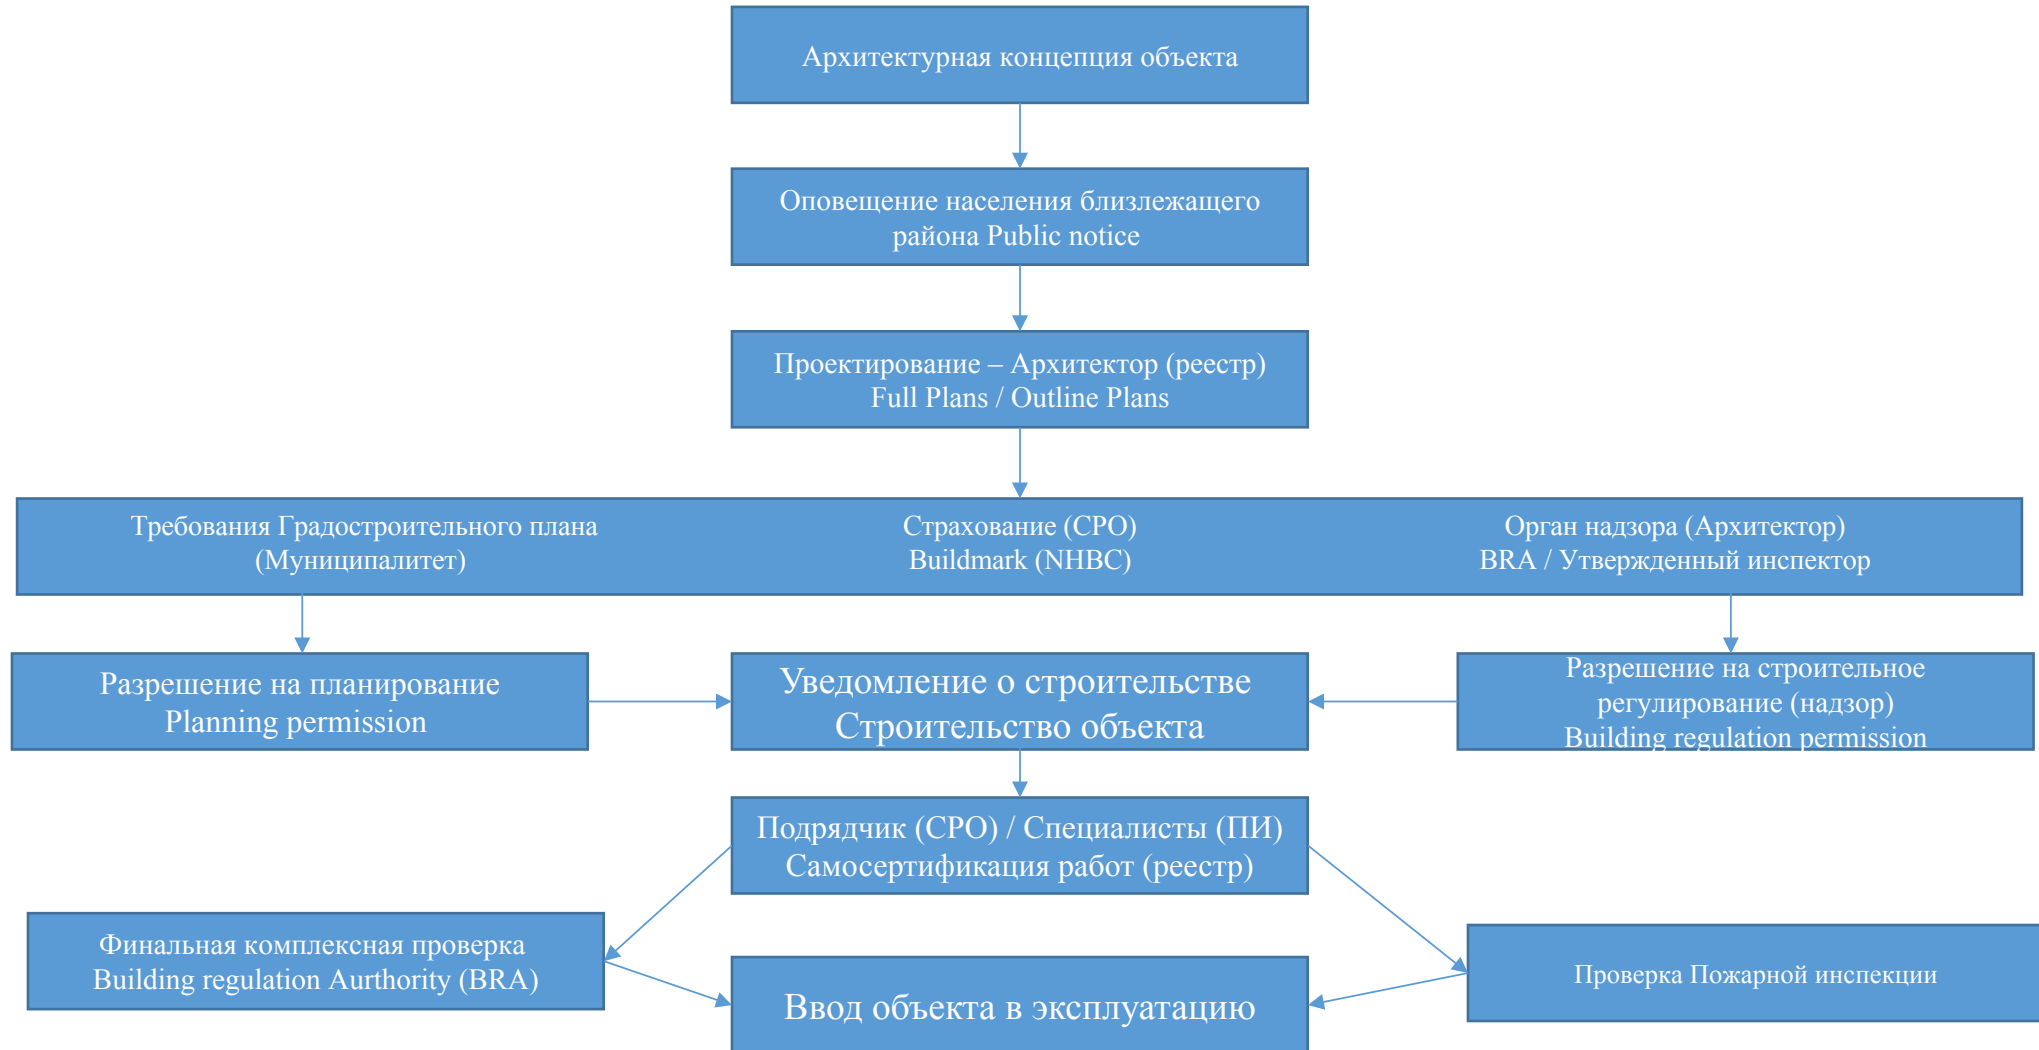 Архитектурная концепция объекта
Оповещение населения близлежащего
района Public notice
Проектирование – Архитектор (реестр)
Full Plans / Outline Plans
Требования Градостроительного плана
(Муниципалитет)
Страхование (СРО)
Buildmark (NHBC)
Орган надзора (Архитектор)
BRA / Утвержденный инспектор
Разрешение на планирование
Planning permission
Уведомление о строительстве
Строительство объекта
Разрешение на строительное
регулирование (надзор)
Building regulation permission
Подрядчик (СРО) / Специалисты (ПИ)
Самосертификация работ (реестр)
Финальная комплексная проверка
Building regulation Aurthority (BRA)
Проверка Пожарной инспекции
Ввод объекта в эксплуатацию